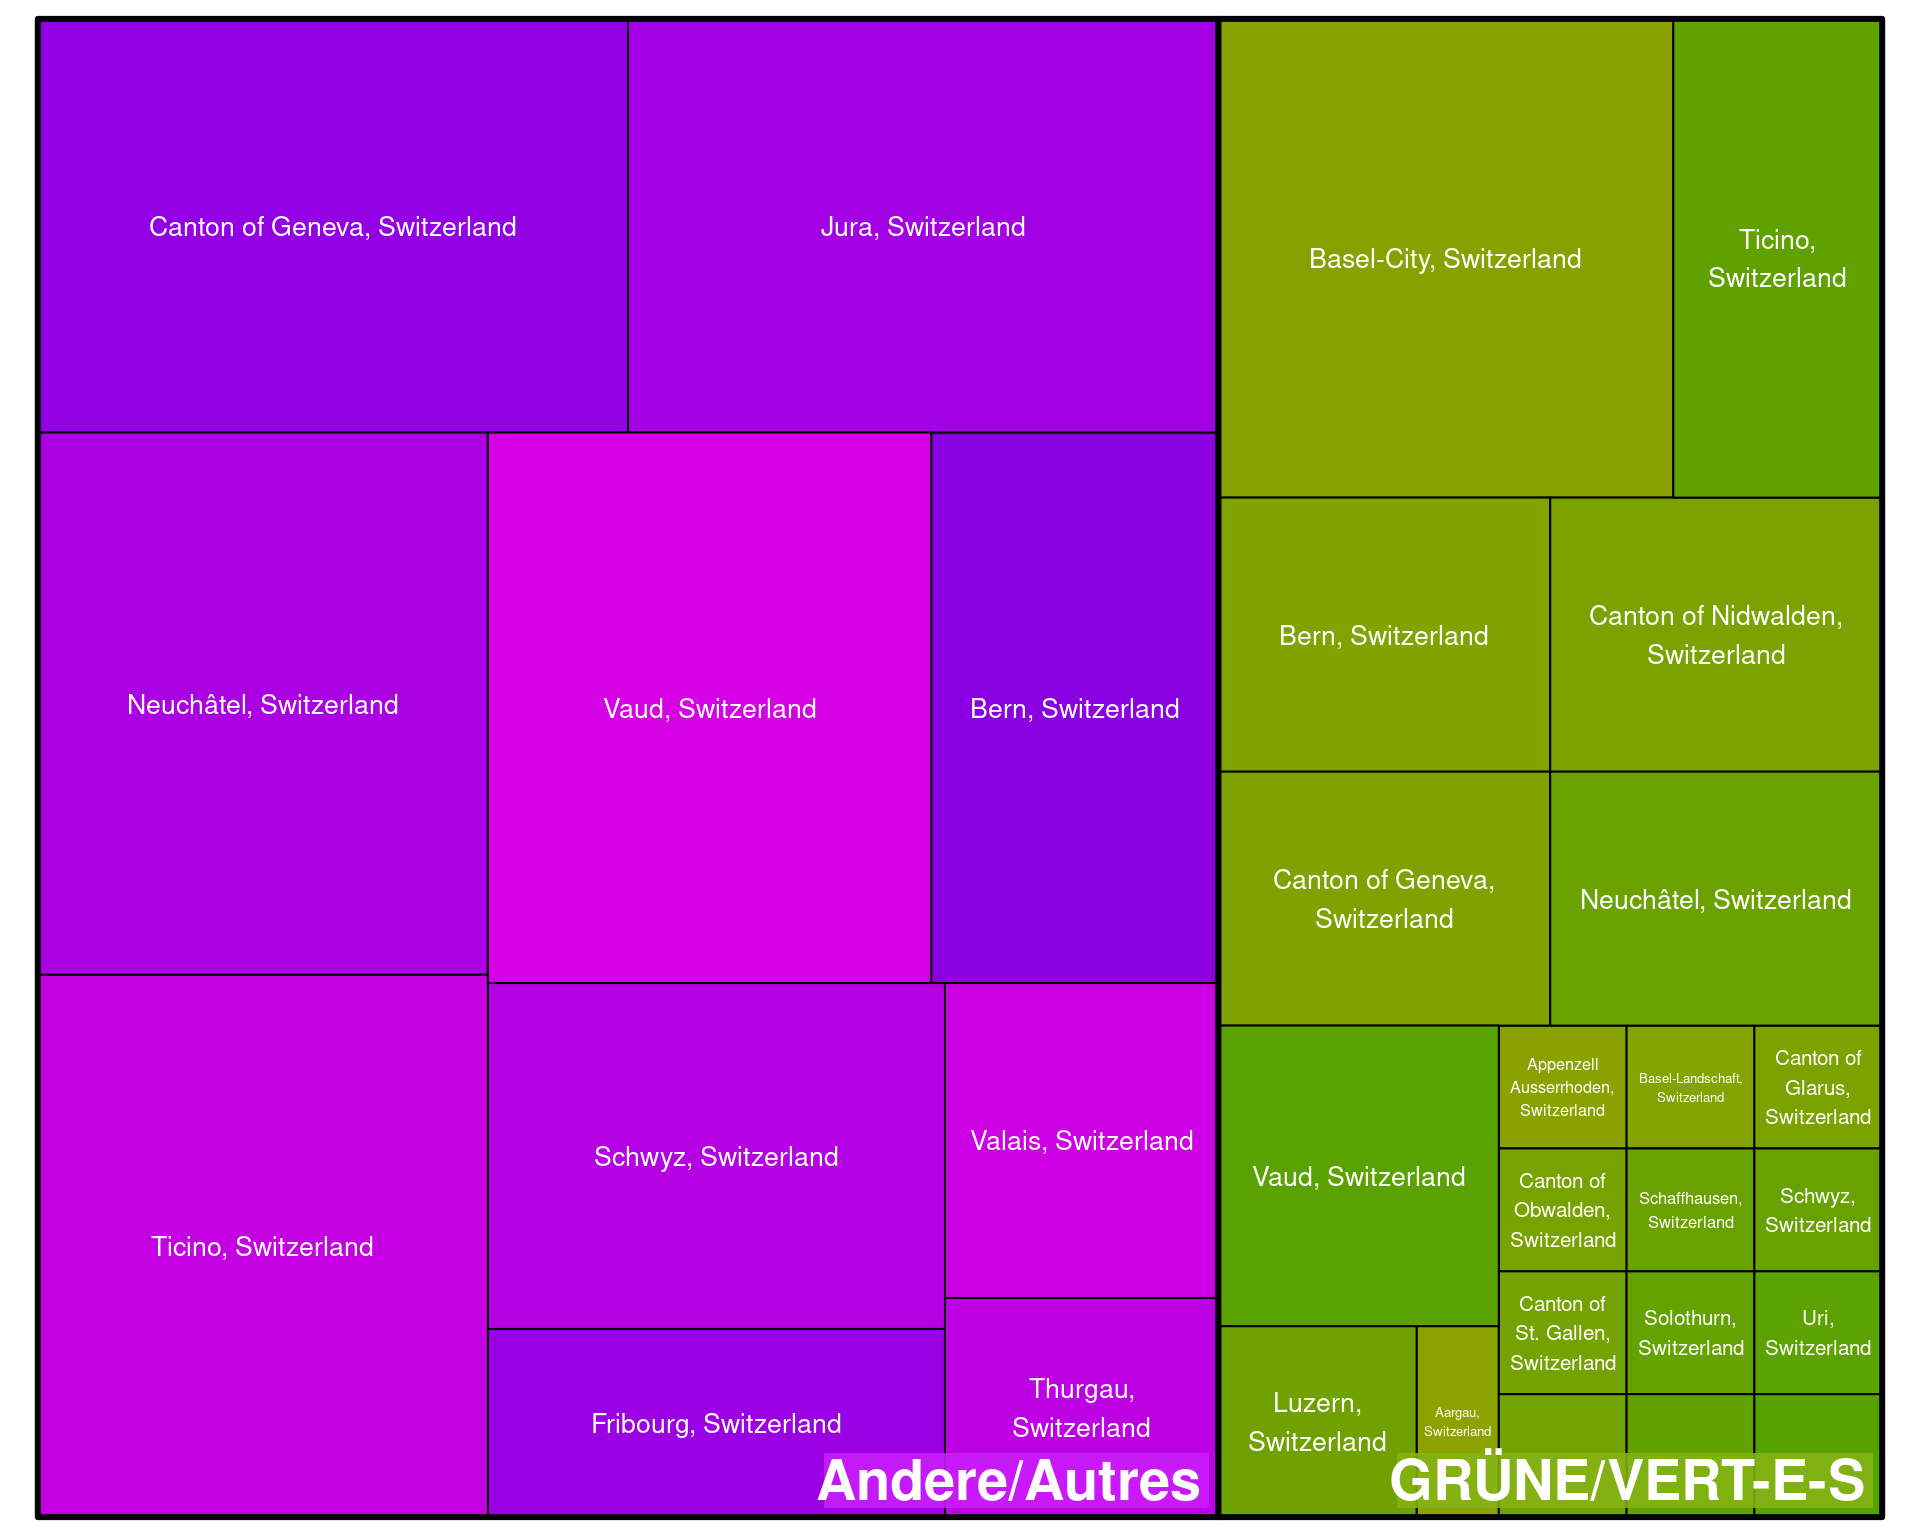 Canton of Geneva, Switzerland
Jura, Switzerland
Neuchâtel, Switzerland
Vaud, Switzerland
Bern, Switzerland
Ticino, Switzerland
Schwyz, Switzerland
Valais, Switzerland
Fribourg, Switzerland
Thurgau,
Switzerland
Andere/Autres
Basel-City, Switzerland
Ticino,
Switzerland
Bern, Switzerland
Canton of Nidwalden,
Switzerland
Canton of Geneva,
Switzerland
Neuchâtel, Switzerland
Vaud, Switzerland
Appenzell
Ausserrhoden,
Switzerland
Basel-Landschaft,
Switzerland
Canton of
Glarus,
Switzerland
Canton of
Obwalden,
Switzerland
Schaffhausen,
Switzerland
Schwyz,
Switzerland
Canton of
St. Gallen,
Switzerland
Solothurn,
Switzerland
Uri,
Switzerland
Luzern,
Switzerland
Aargau,
Switzerland
GRÜNE/VERT-E-S